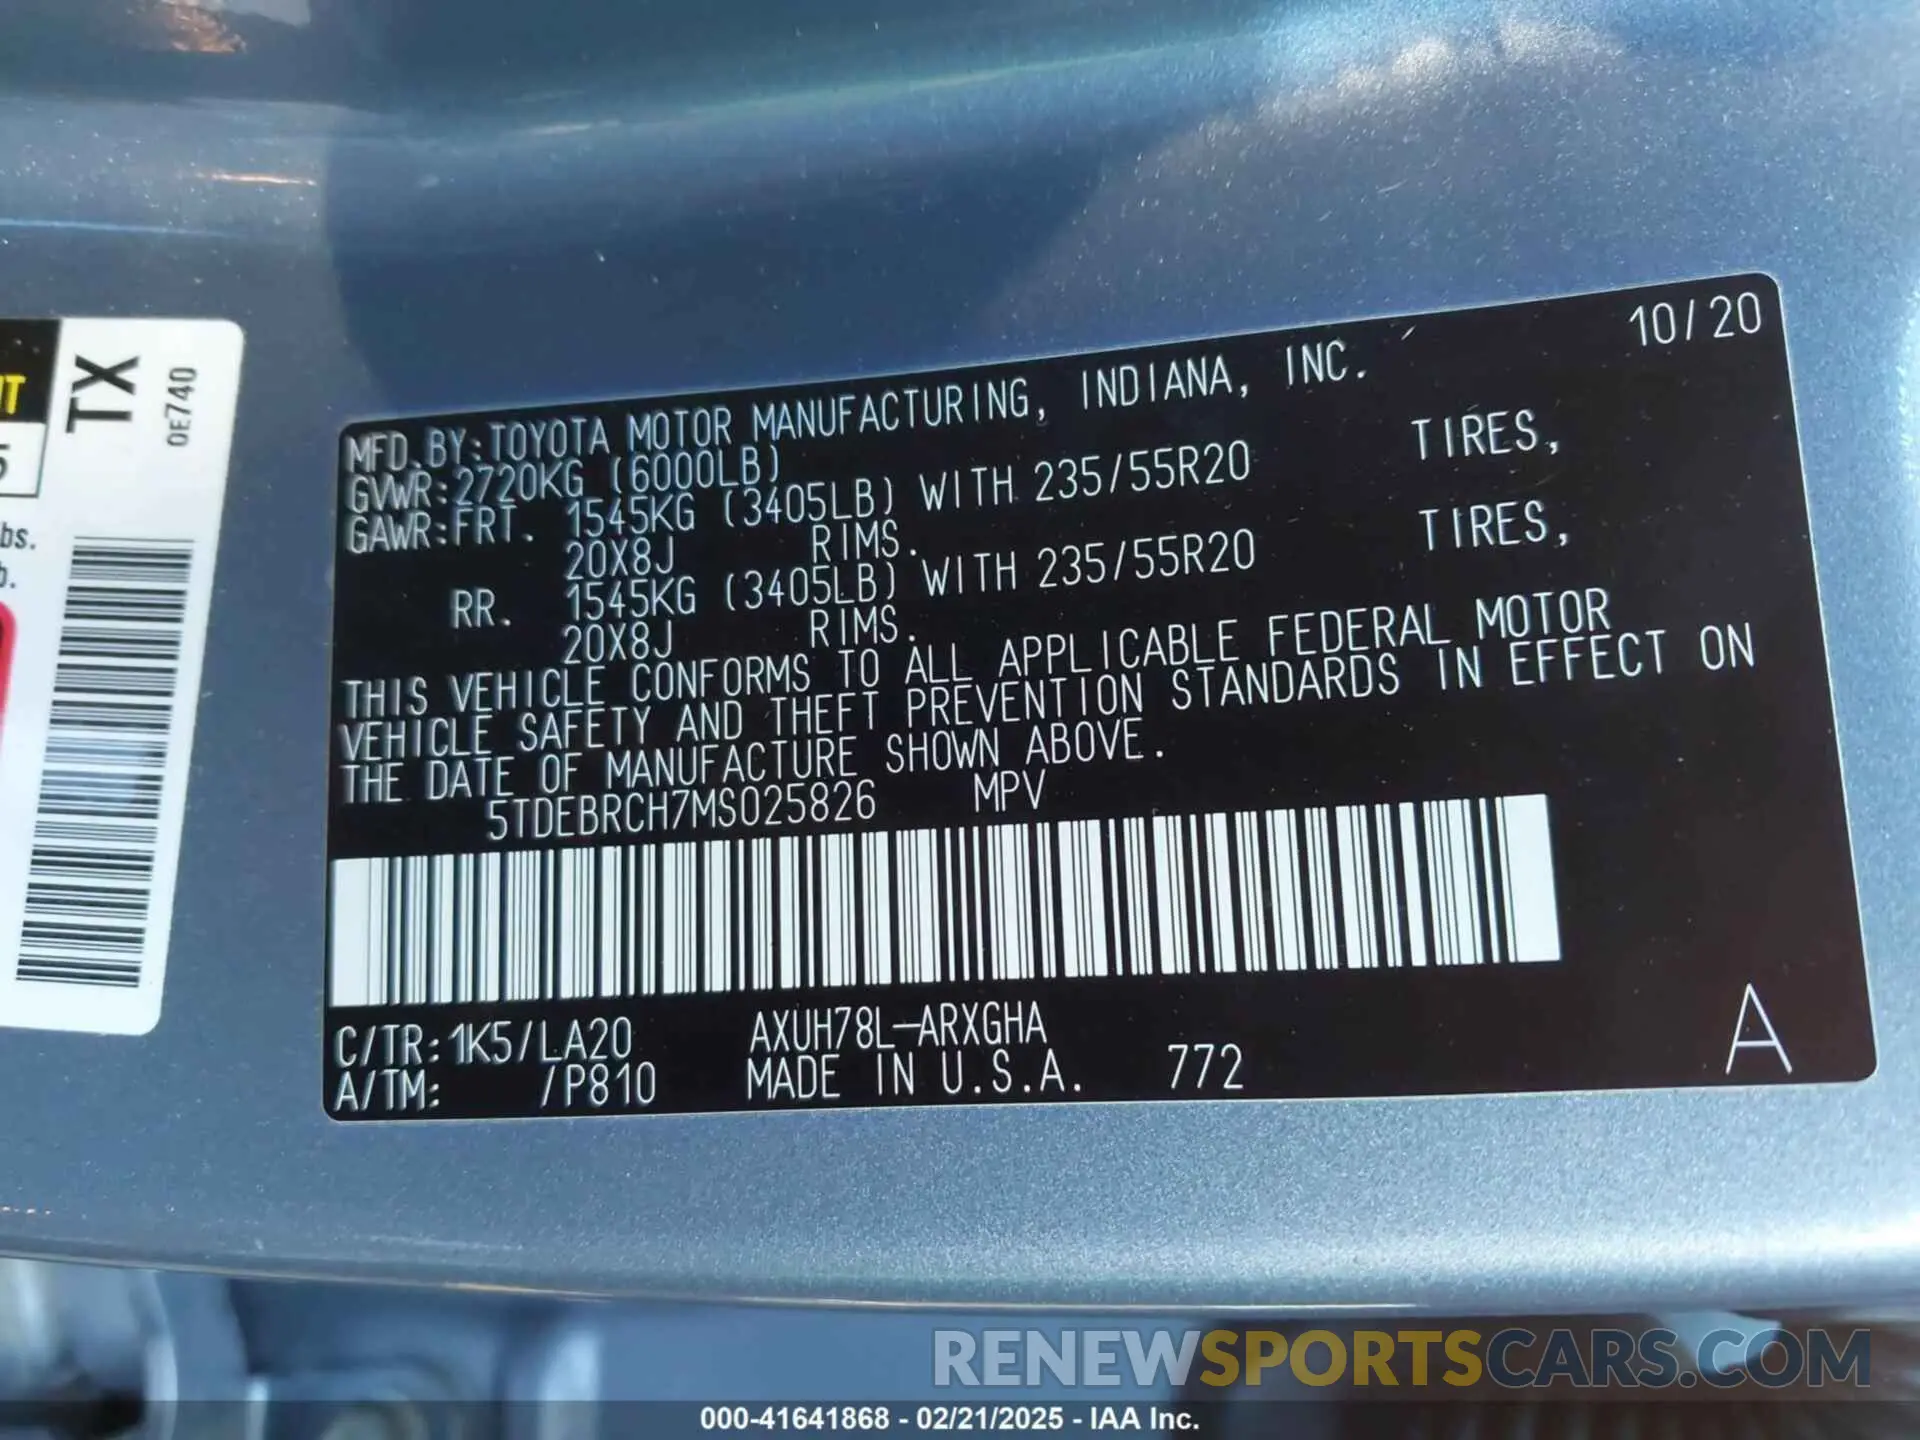 10/20
MFD. BY: TOYOTA MOTOR MANUFACTURING, INDIANA, INC.
GVWR: 2720KG (6000LB)
GAWR: FRT. 1545KG (3405LB) WITH 235/55R20 TIRES,
20X8J RIMS.
RR. 1545KG (3405LB) WITH 235/55R20 TIRES,
20X8J RIMS.
THIS VEHICLE CONFORMS TO ALL APPLICABLE FEDERAL MOTOR
VEHICLE SAFETY AND THEFT PREVENTION STANDARDS IN EFFECT ON
THE DATE OF MANUFACTURE SHOWN ABOVE.
5TDEBRCH7MS025826 MPV
C/TR: 1K5/LA20 AXUH78L-ARXGHA
A/TM: /P810 MADE IN U.S.A. 772
A
TX
0E740
5
bs.
b.
RENEWSPORTSCARS.COM
000-41641868 - 02/21/2025 - IAA Inc.